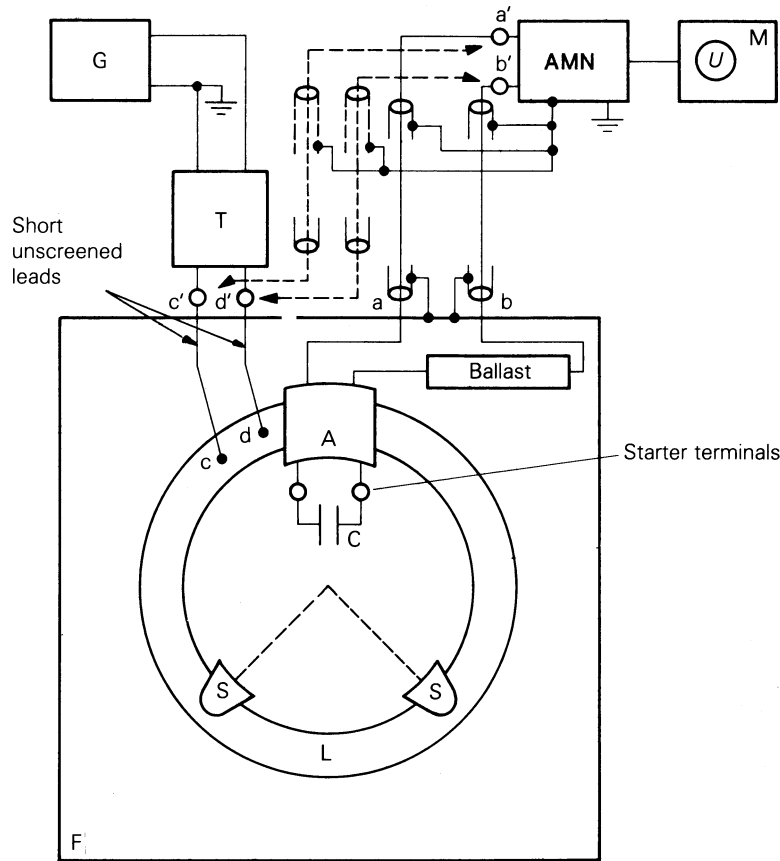 a'
M
G
AMN
U
b'
T
Short
unscreened
leads
c'
d'
a
b
Ballast
A
d
c
Starter terminals
C
S
S
L
F